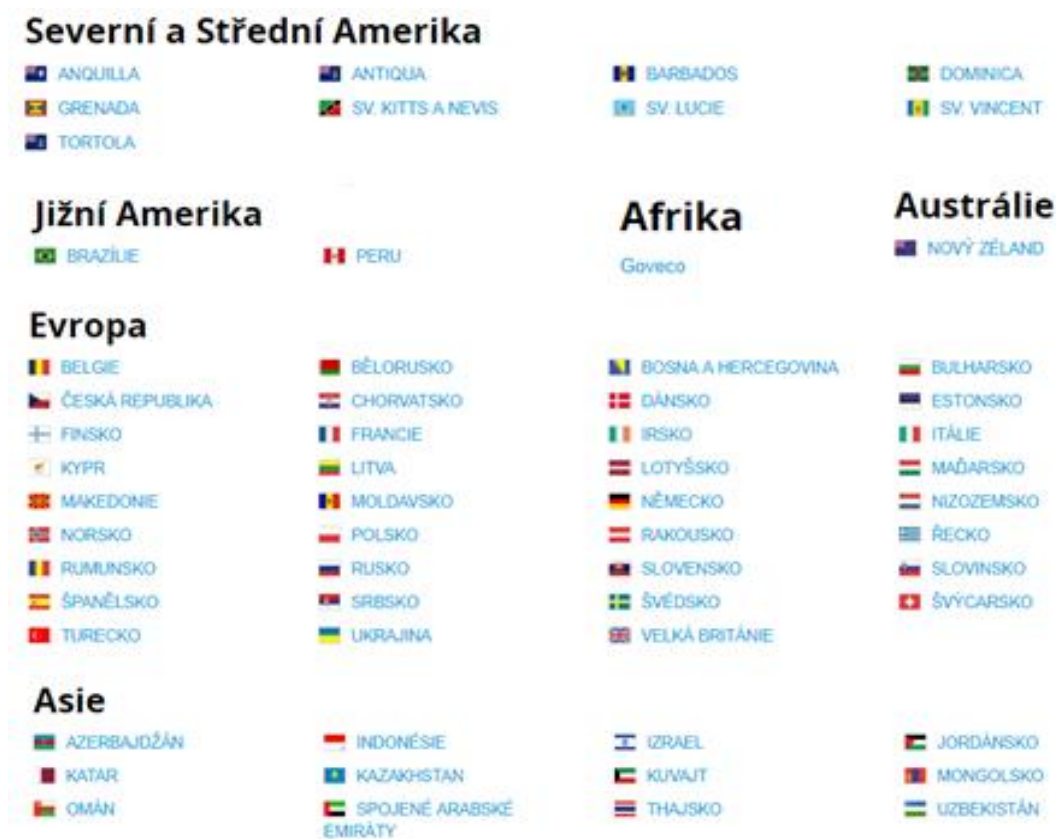 Severní a Střední Amerika
ANQUILLA ANTIQUA BARBADOS DOMINICA
GRENADA SV. KITTS A NEVIS SV. LUCIE SV. VINCENT
TORTOLA
Jižní Amerika Afrika Austrálie
BRAZÍLIE PERU Goveco NOVÝ ZÉLAND
Evropa
BELGIE BĚLORUSKO BOSNA A HERCEGOVINA BULHARSKO
ČESKÁ REPUBLIKA CHORVATSKO DÁNSKO ESTONSKO
FINSKO FRANCIE IRSKO ITÁLIE
KYPR LITVA LOTYŠSKO MAĎARSKO
MAKEDONIE MOLDAVSKO NĚMECKO NIZOZEMSKO
NORSKO POLSKO RAKOUSKO ŘECKO
RUMUNSKO RUSKO SLOVENSKO SLOVINSKO
ŠPANĚLSKO SRBSKO ŠVÉDSKO ŠVÝCARSKO
TURECKO UKRAJINA VELKÁ BRITÁNIE
Asie
AZERBAJDŽÁN INDONÉSIE IZRAEL JORDÁNSKO
KATAR KAZAKHSTAN KUVAJT MONGOLSKO
OMÁN SPOJENÉ ARABSKÉ THAJSKO UZBEKISTÁN
EMIRÁTY